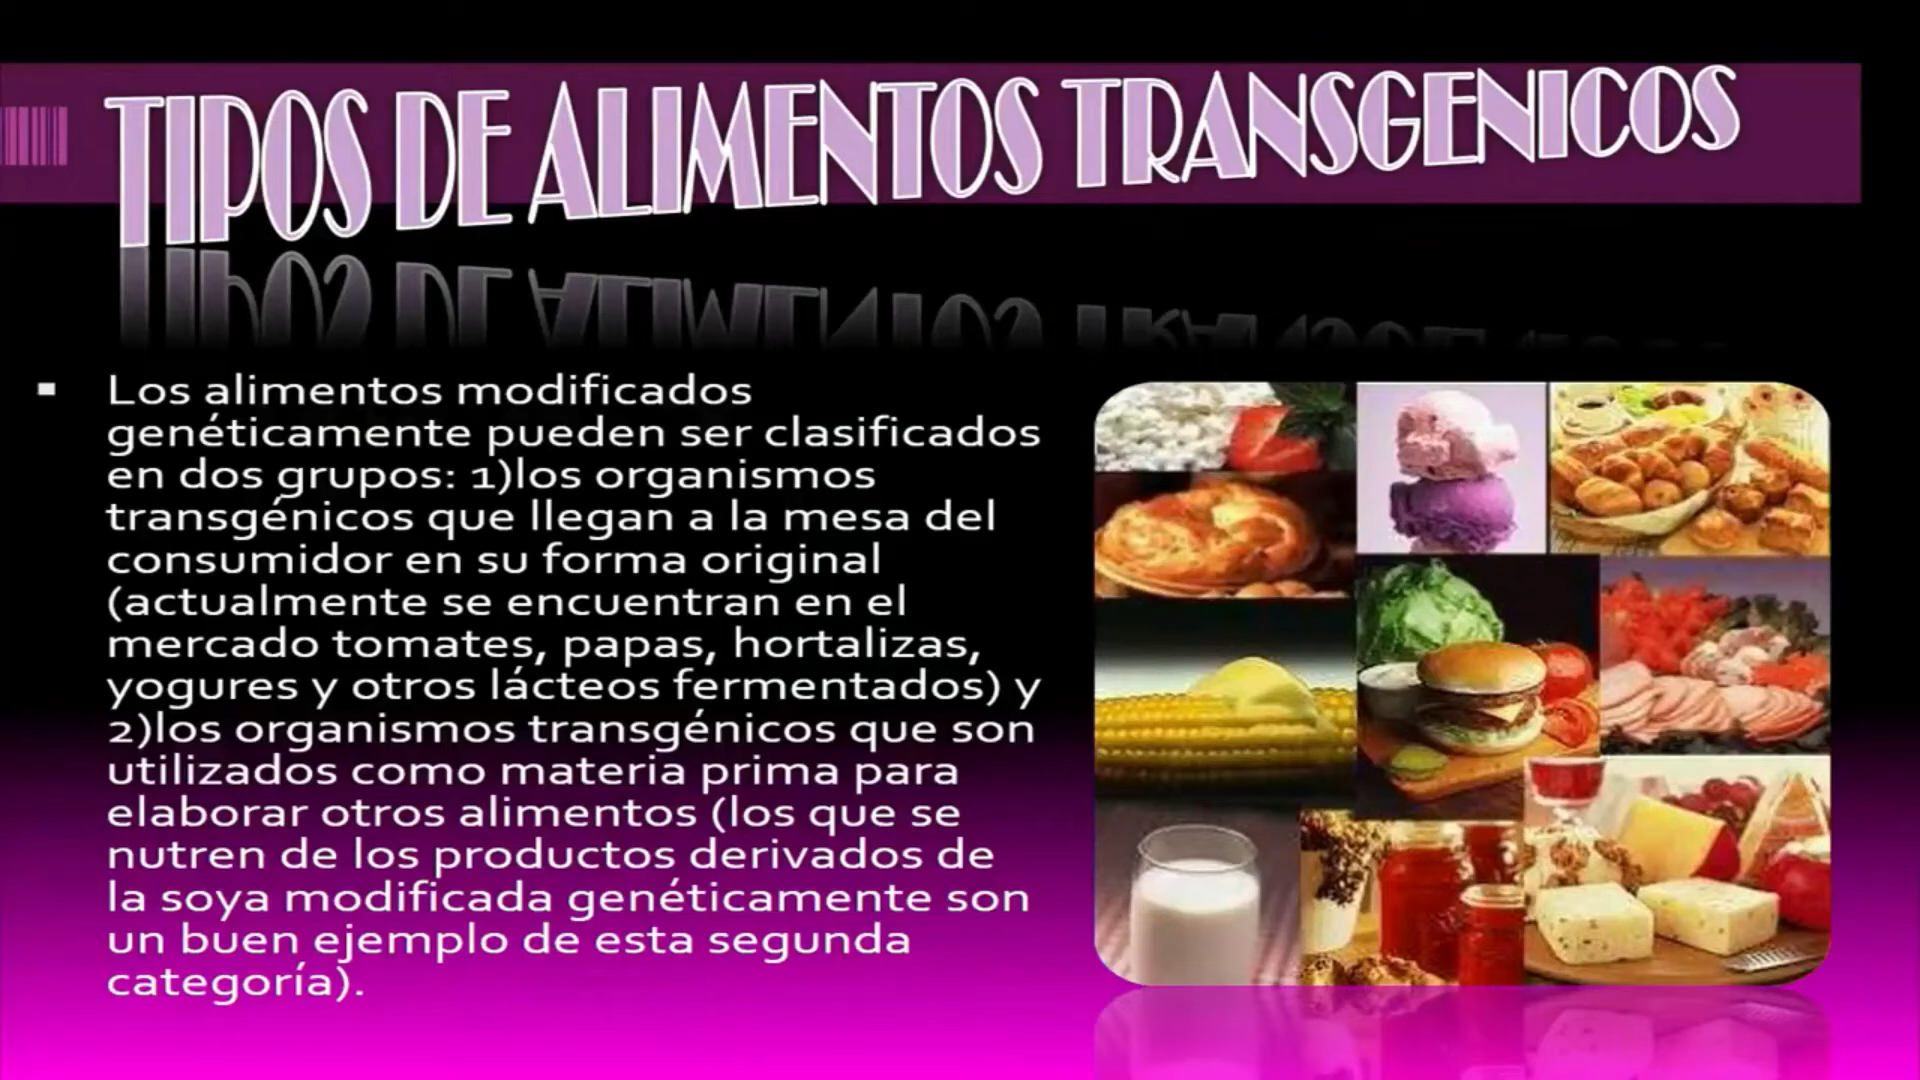 TIPOS DE ALIMENTOS TRANSGENICOS
Los alimentos modificados
genéticamente pueden ser clasificados
en dos grupos: 1)los organismos
transgénicos que llegan a la mesa del
consumidor en su forma original
(actualmente se encuentran en el
mercado tomates, papas, hortalizas,
yogures y otros lácteos fermentados) y
2)los organismos transgénicos que son
utilizados como materia prima para
elaborar otros alimentos (los que se
nutren de los productos derivados de
la soya modificada genéticamente son
un buen ejemplo de esta segunda
categoría).